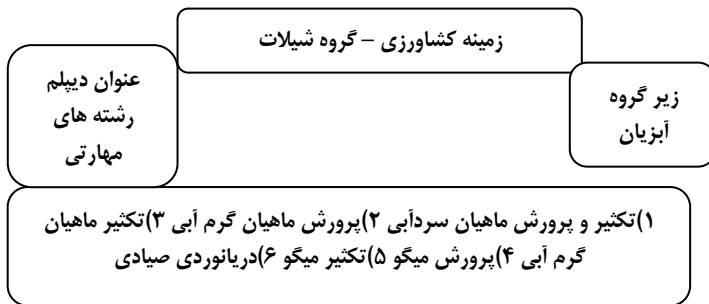 زمینه کشاورزی – گروه شیلات
عنوان دیپلم
رشته های
مهارتی
زیر گروه
آبزیان
۱)تکثیر و پرورش ماهیان سردآبی ۲)پرورش ماهیان گرم آبی ۳)تکثیر ماهیان
گرم آبی ۴)پرورش میگو ۵)تکثیر میگو ۶)دریانوردی صیادی